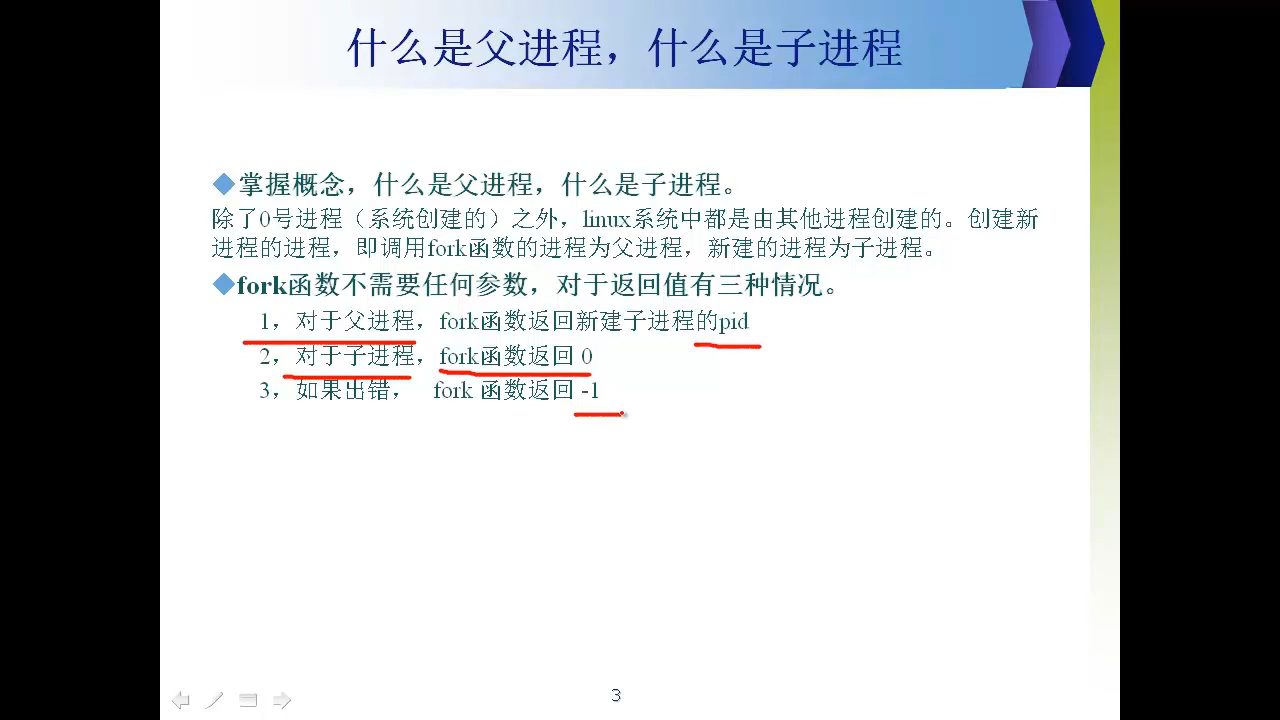 什么是父进程，什么是子进程
掌握概念，什么是父进程，什么是子进程。
除了0号进程（系统创建的）之外，linux系统中都是由其他进程创建的。创建新
进程的进程，即调用fork函数的进程为父进程，新建的进程为子进程。
fork函数不需要任何参数，对于返回值有三种情况。
1，对于父进程，fork函数返回新建子进程的pid
2，对于子进程，fork函数返回 0
3，如果出错， fork 函数返回 -1
3